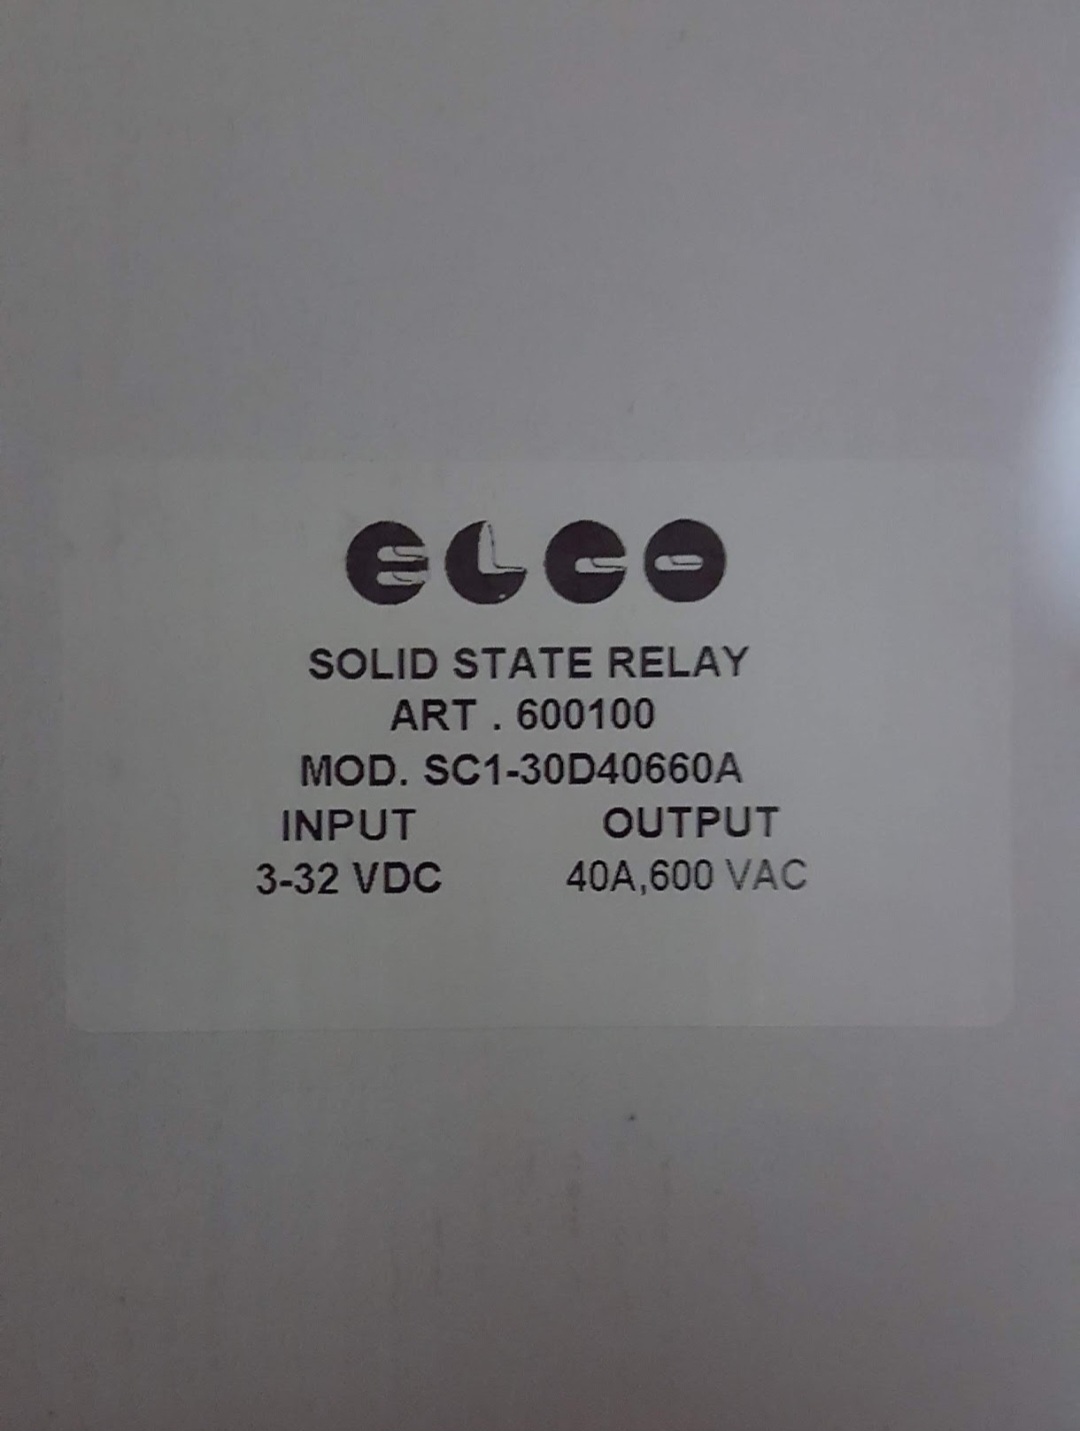 ELCO
SOLID STATE RELAY
ART . 600100
MOD. SC1-30D40660A
INPUT OUTPUT
3-32 VDC 40A,600 VAC